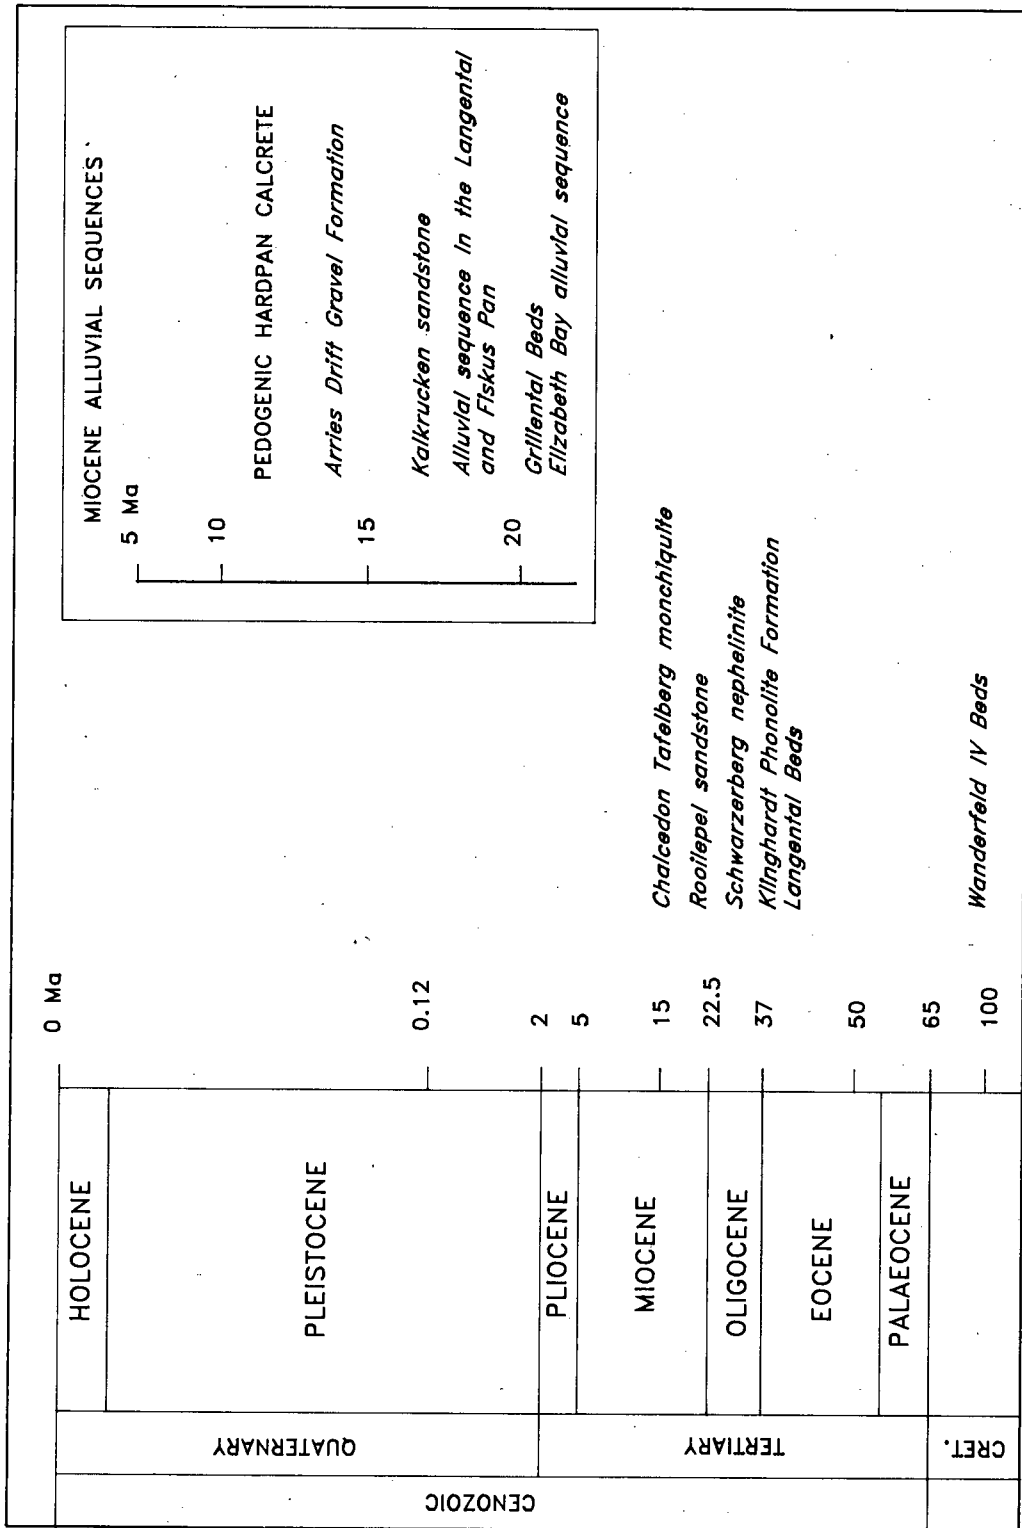 CENOZOIC
QUATERNARY
TERTIARY
CRET.
HOLOCENE
PLEISTOCENE
PLIOCENE
MIOCENE
OLIGOCENE
EOCENE
PALAEOCENE
0 Ma
0.12
2
5
15
22.5
37
50
65
100
Chalcedon Tafelberg monchiquite
Rooilepel sandstone
Schwarzerberg nephelinite
Klinghardt Phonolite Formation
Langental Beds
Wanderfeld IV Beds
MIOCENE ALLUVIAL SEQUENCES
5 Ma
10
15
20
PEDOGENIC HARDPAN CALCRETE
Arries Drift Gravel Formation
Kalkrucken sandstone
Alluvial sequence in the Langental
and Fiskus Pan
Grillental Beds
Elizabeth Bay alluvial sequence